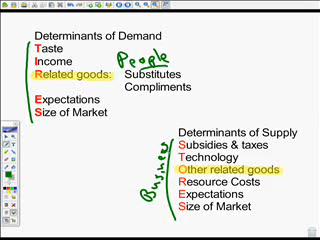 Determinants of Demand
Taste
Income
People
Related goods: Substitutes
Compliments
Expectations
Size of Market
Determinants of Supply
Subsidies & taxes
Technology
Other related goods
Resource Costs
Expectations
Size of Market
Business